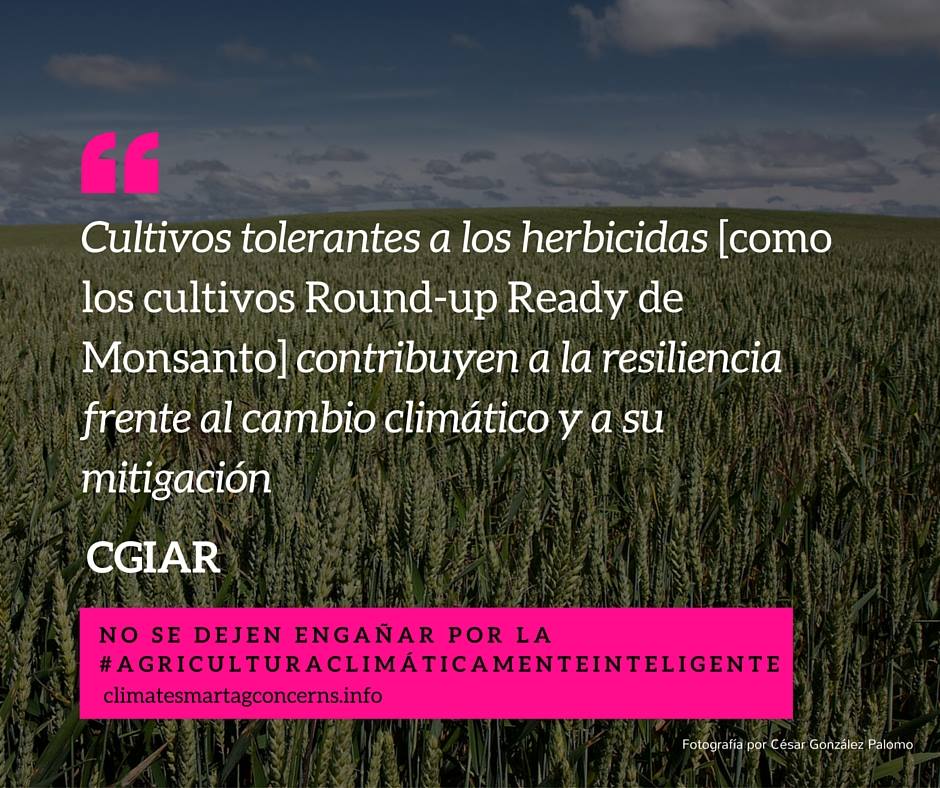 Cultivos tolerantes a los herbicidas [como
los cultivos Round-up Ready de
Monsanto] contribuyen a la resiliencia
frente al cambio climático y a su
mitigación
CGIAR
NO SE DEJEN ENGAÑAR POR LA
#AGRICULTURACLIMÁTICAMENTEINTELIGENTE
climatesmartagconcerns.info
Fotografía por César González Palomo